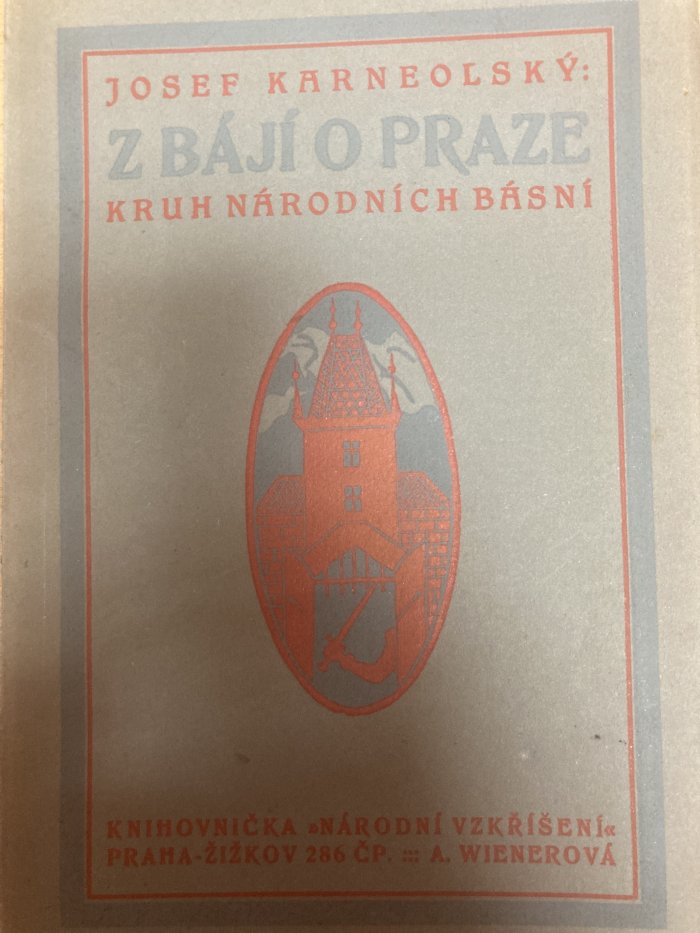 JOSEF KARNEOLSKÝ:
Z BÁJÍ O PRAZE
KRUH NÁRODNÍCH BÁSNÍ
KNIHOVNIČKA »NÁRODNÍ VZKŘÍŠENÍ«
PRAHA-ŽIŽKOV 286 ČP. ::: A. WIENEROVÁ